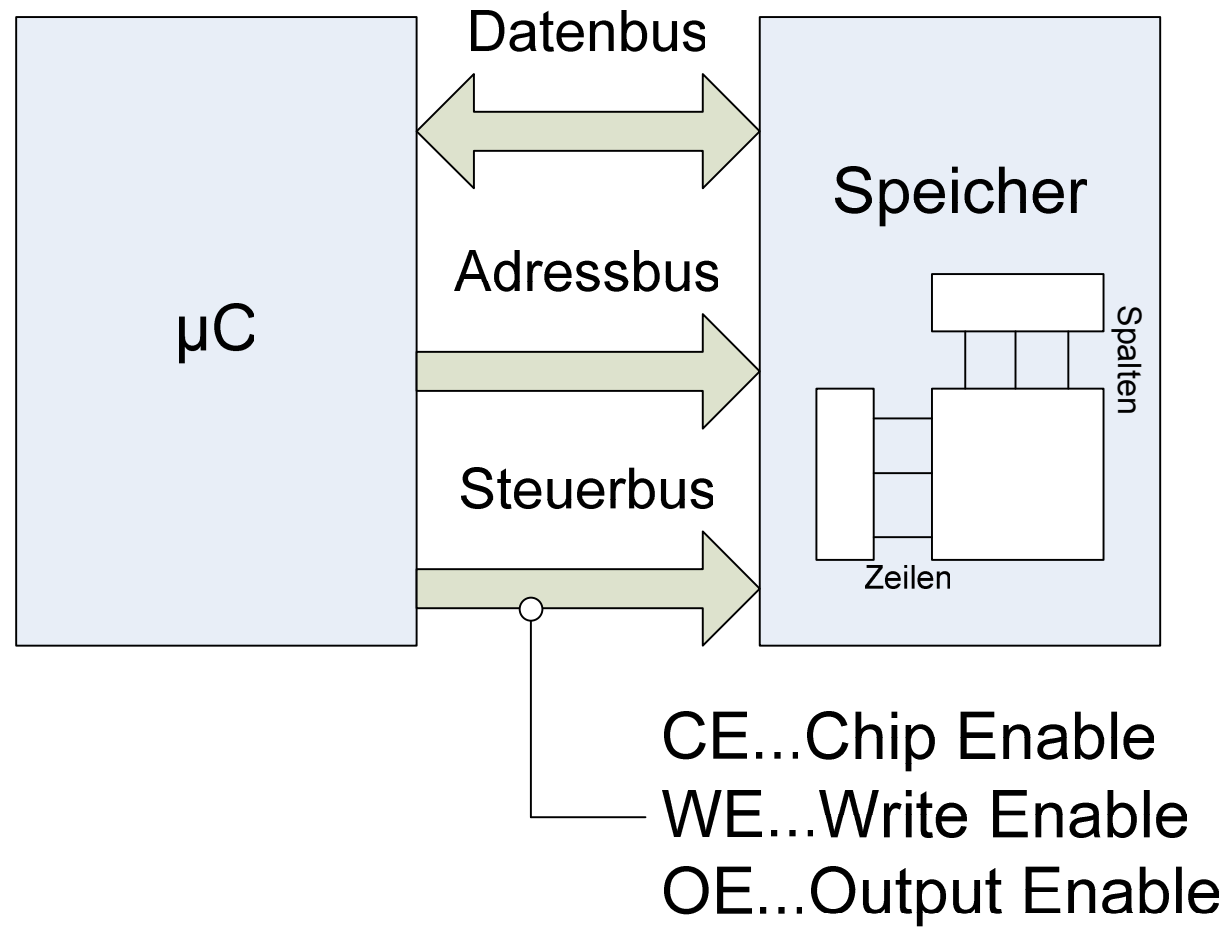 Datenbus
Speicher
Adressbus
µC
Spalten
Steuerbus
Zeilen
CE...Chip Enable
WE...Write Enable
OE...Output Enable